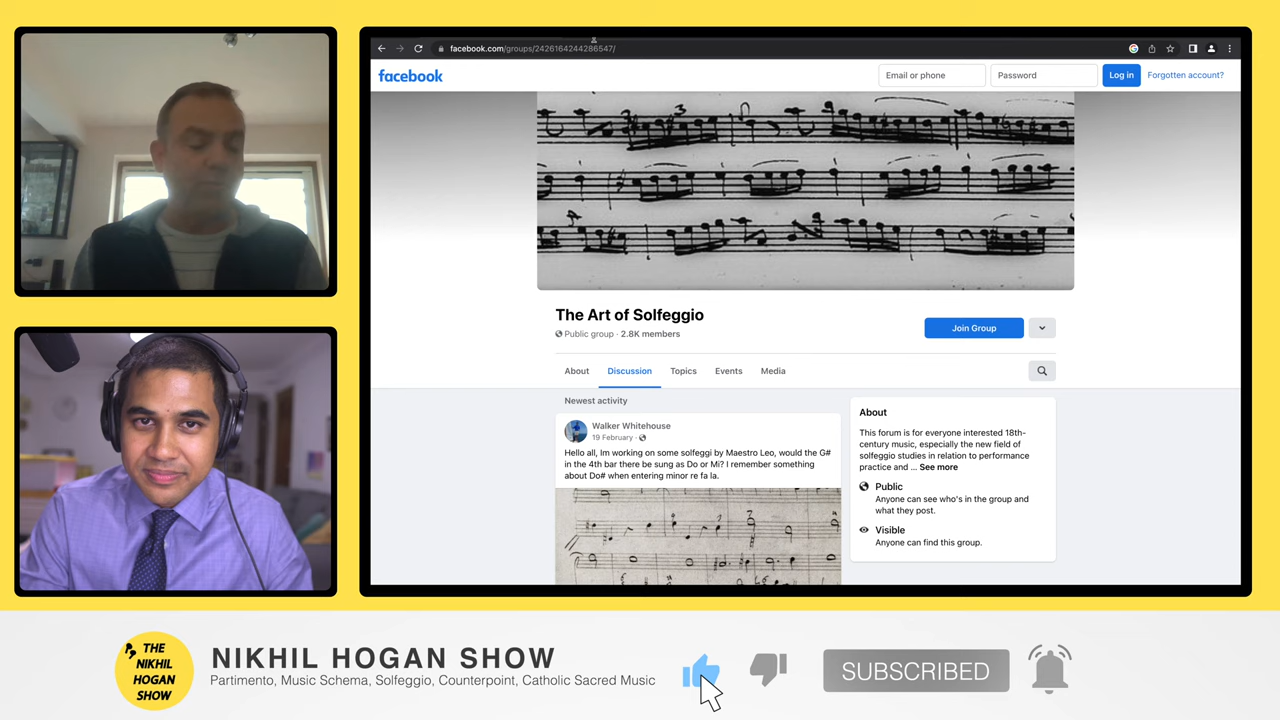 facebook.com/groups/2426164244286547/
facebook
Email or phone
Password
Log in
Forgotten account?
The Art of Solfeggio
Public group · 2.8K members
Join Group
About
Discussion
Topics
Events
Media
Newest activity
Walker Whitehouse
19 February ·
Hello all, Im working on some solfeggi by Maestro Leo, would the G#
in the 4th bar there be sung as Do or Mi? I remember something
about Do# when entering minor re fa la.
About
This forum is for everyone interested 18th-
century music, especially the new field of
solfeggio studies in relation to performance
practice and ... See more
Public
Anyone can see who's in the group and
what they post.
Visible
Anyone can find this group.
THE
NIKHIL
HOGAN
SHOW
NIKHIL HOGAN SHOW
Partimento, Music Schema, Solfeggio, Counterpoint, Catholic Sacred Music
SUBSCRIBED